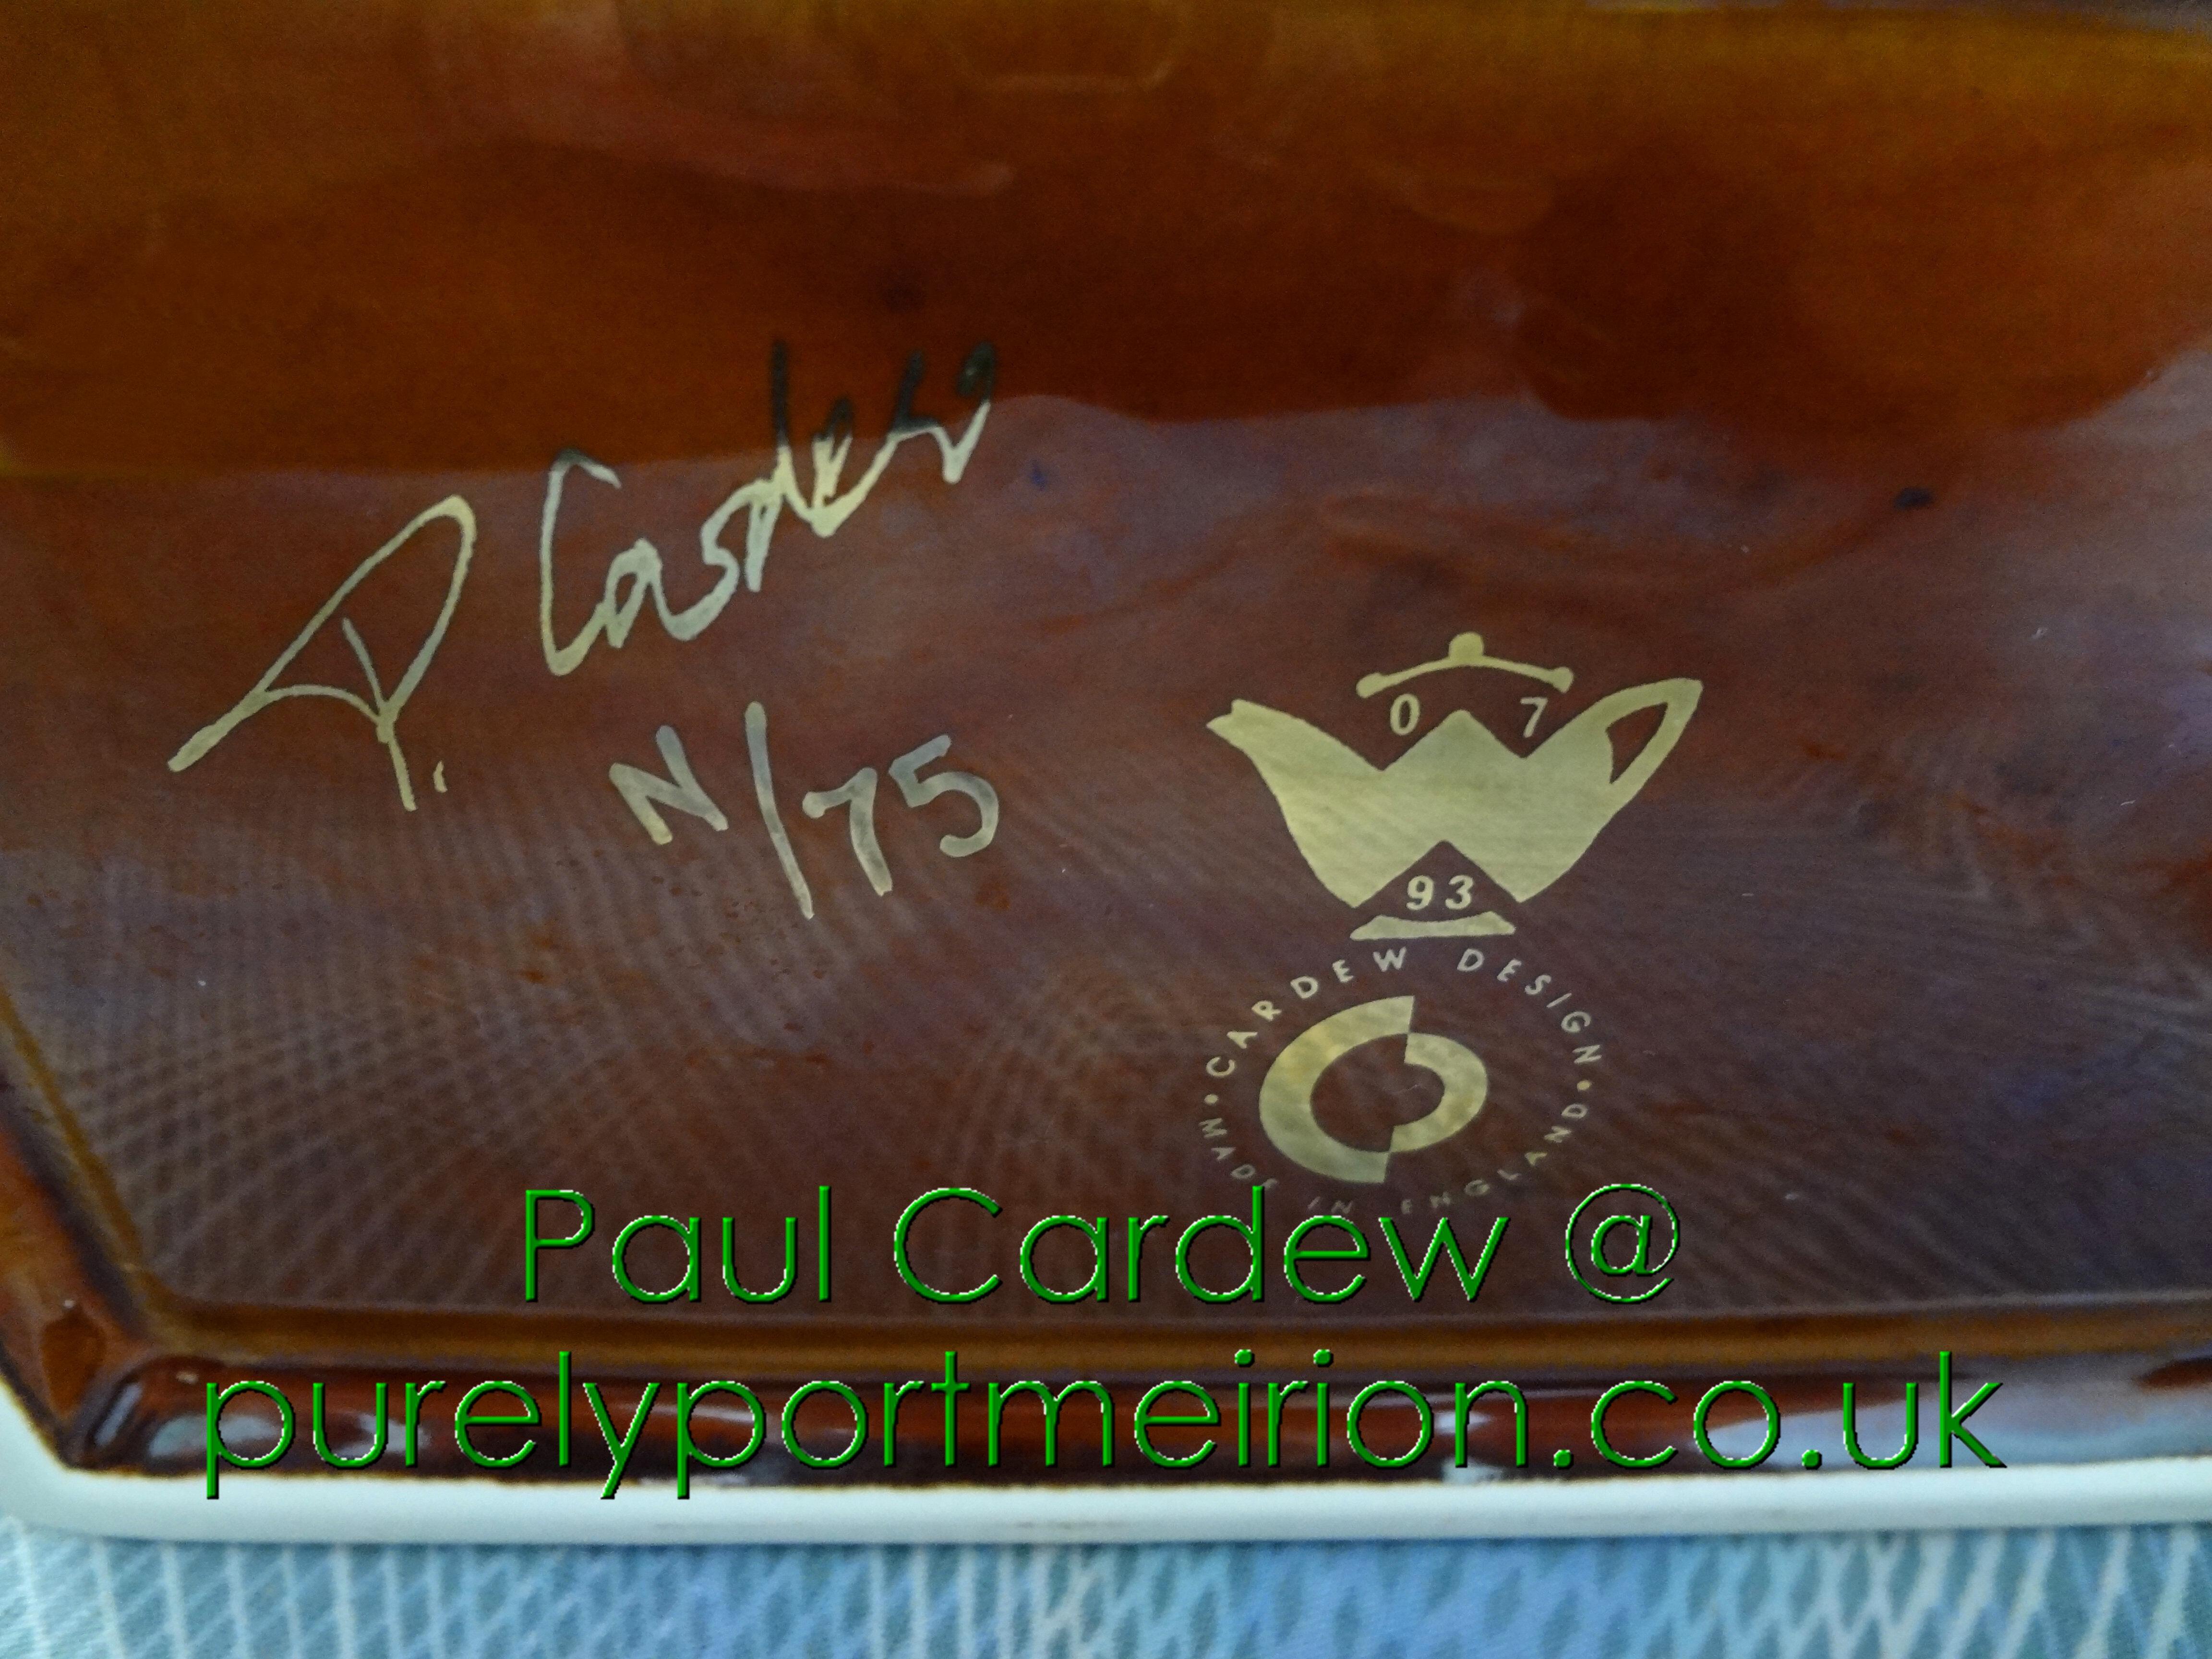 P. Cardew
N/75
0 7
93
• CARDEW DESIGN •
MADE IN ENGLAND
Paul Cardew @
purelyportmeirion.co.uk